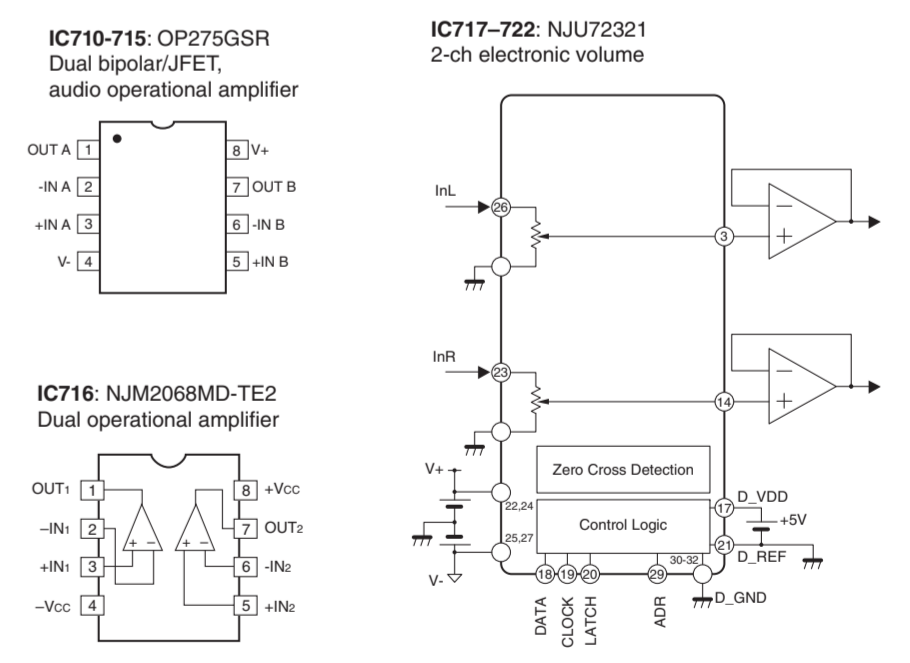 IC710-715: OP275GSR
Dual bipolar/JFET,
audio operational amplifier
OUT A 1
-IN A 2
+IN A 3
V- 4
8 V+
7 OUT B
6 -IN B
5 +IN B
IC716: NJM2068MD-TE2
Dual operational amplifier
OUT1 1
–IN1 2
+IN1 3
–VCC 4
8 +VCC
7 OUT2
6 -IN2
5 +IN2
+ –
+ –
IC717–722: NJU72321
2-ch electronic volume
InL
26
3
–
+
InR
23
14
–
+
V+
22,24
25,27
V-
Zero Cross Detection
Control Logic
17 D_VDD
+5V
21 D_REF
30-32
D_GND
18 19 20 29
DATA
CLOCK
LATCH
ADR